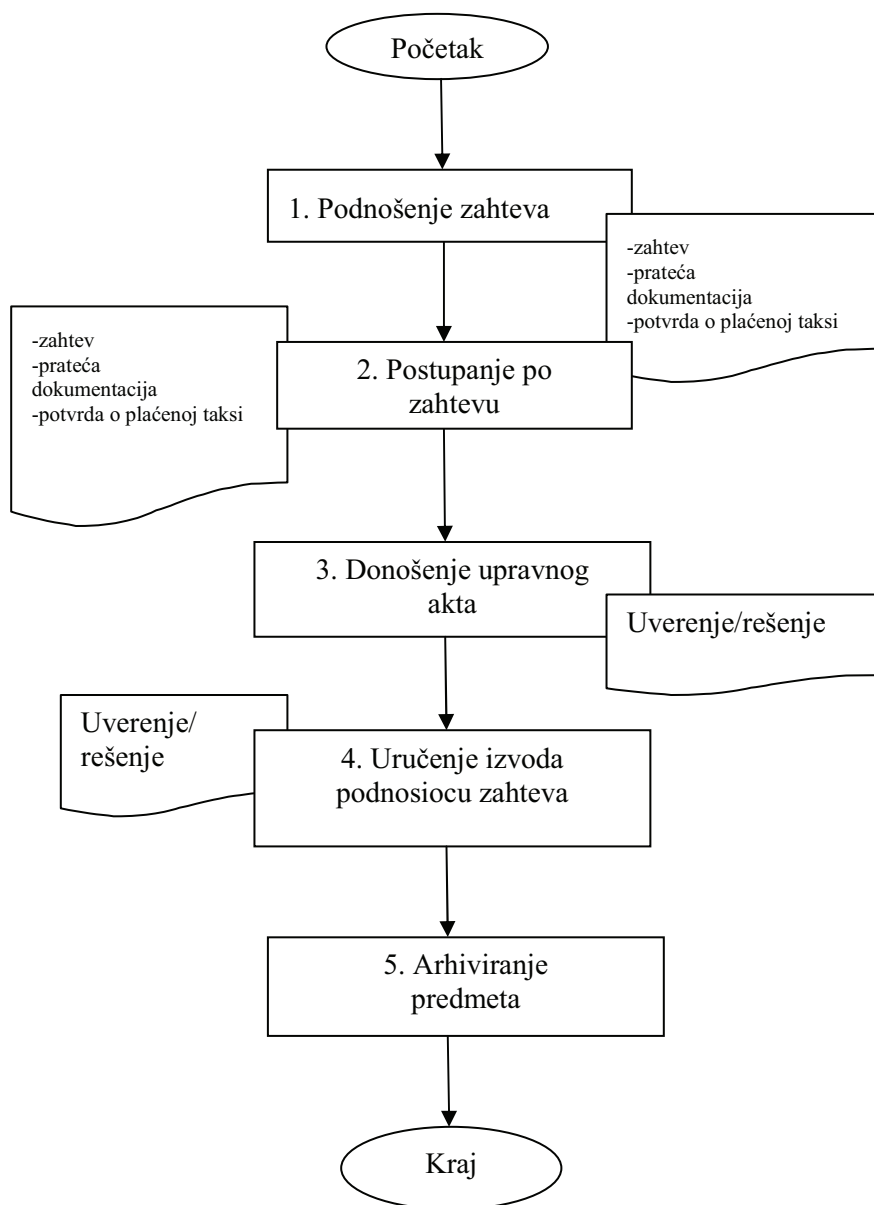 Početak
1. Podnošenje zahteva
-zahtev
-prateća
dokumentacija
-potvrda o plaćenoj taksi
-zahtev
-prateća
dokumentacija
-potvrda o plaćenoj taksi
2. Postupanje po
zahtevu
3. Donošenje upravnog
akta
Uverenje/rešenje
Uverenje/
rešenje
4. Uručenje izvoda
podnosiocu zahteva
5. Arhiviranje
predmeta
Kraj